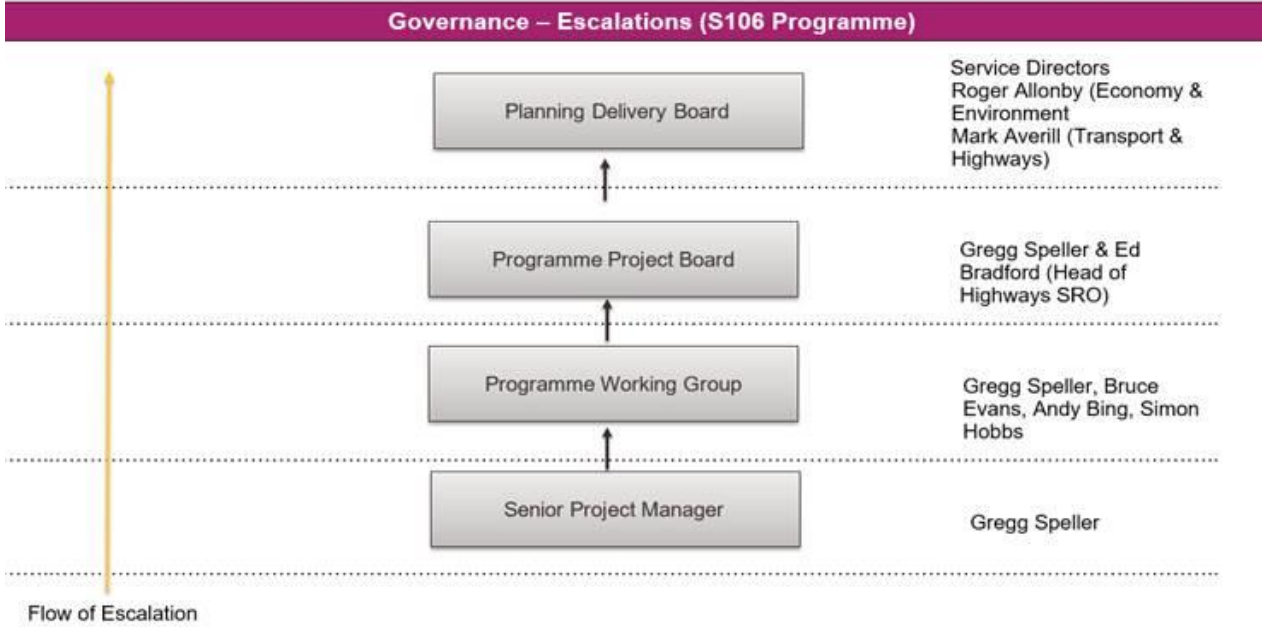 Governance – Escalations (S106 Programme)
Planning Delivery Board
Service Directors
Roger Allonby (Economy &
Environment
Mark Averill (Transport &
Highways)
Programme Project Board
Gregg Speller & Ed
Bradford (Head of
Highways SRO)
Programme Working Group
Gregg Speller, Bruce
Evans, Andy Bing, Simon
Hobbs
Senior Project Manager
Gregg Speller
Flow of Escalation